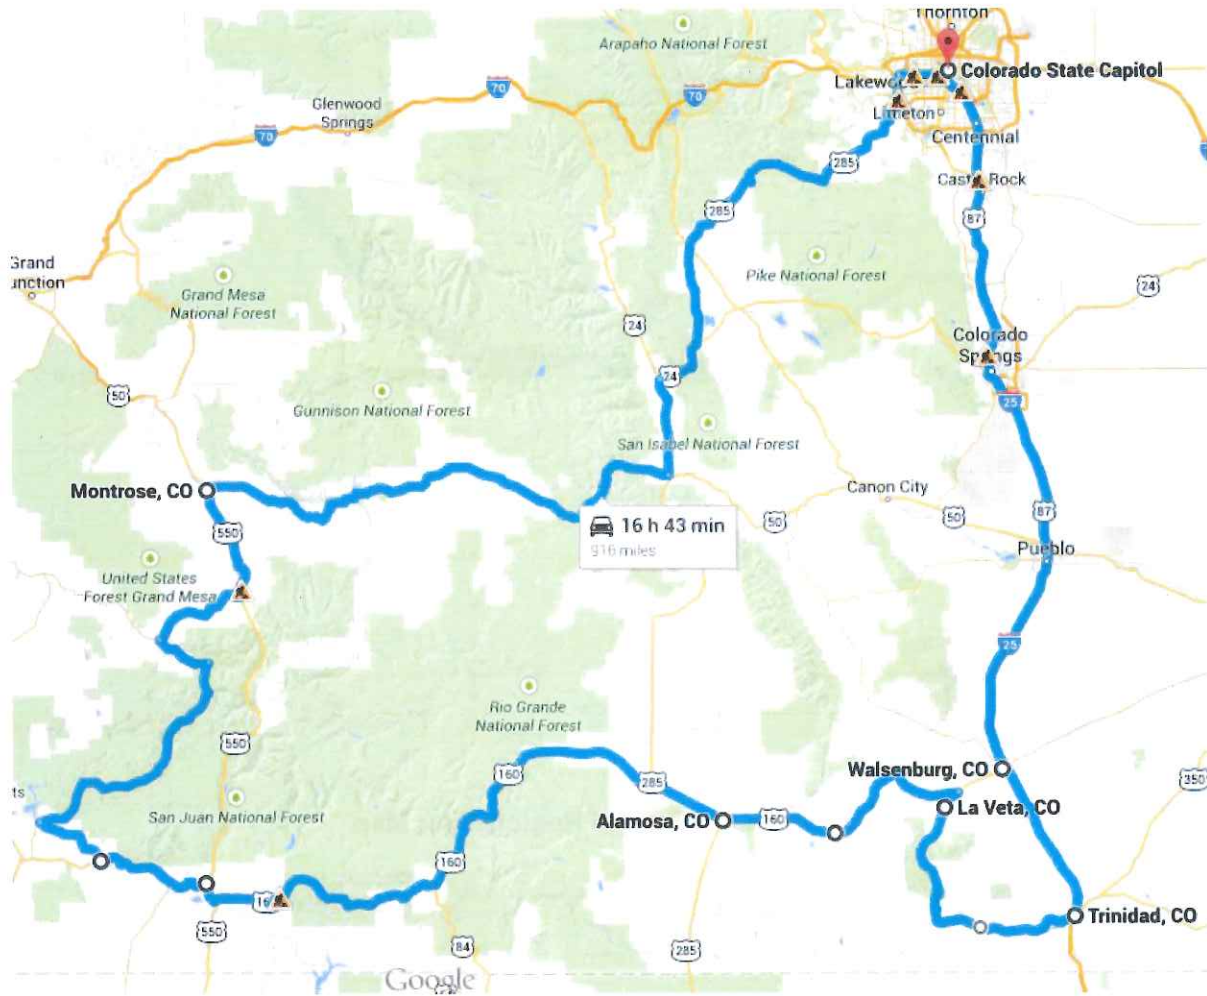 Thornton
Arapaho National Forest
Colorado State Capitol
Lakewood
70
70
Glenwood
Springs
Limeton
70
Centennial
285
Castle Rock
285
87
Grand
unction
Pike National Forest
Grand Mesa
National Forest
24
24
Colorado
Springs
24
50
Gunnison National Forest
25
San Isabel National Forest
Montrose, CO
Canon City
550
16 h 43 min
916 miles
50
50
87
Pueblo
United States
Forest Grand Mesa
25
Rio Grande
National Forest
550
160
285
Walsenburg, CO
350
ts
San Juan National Forest
Alamosa, CO
160
La Veta, CO
160
16
Trinidad, CO
550
84
285
Google